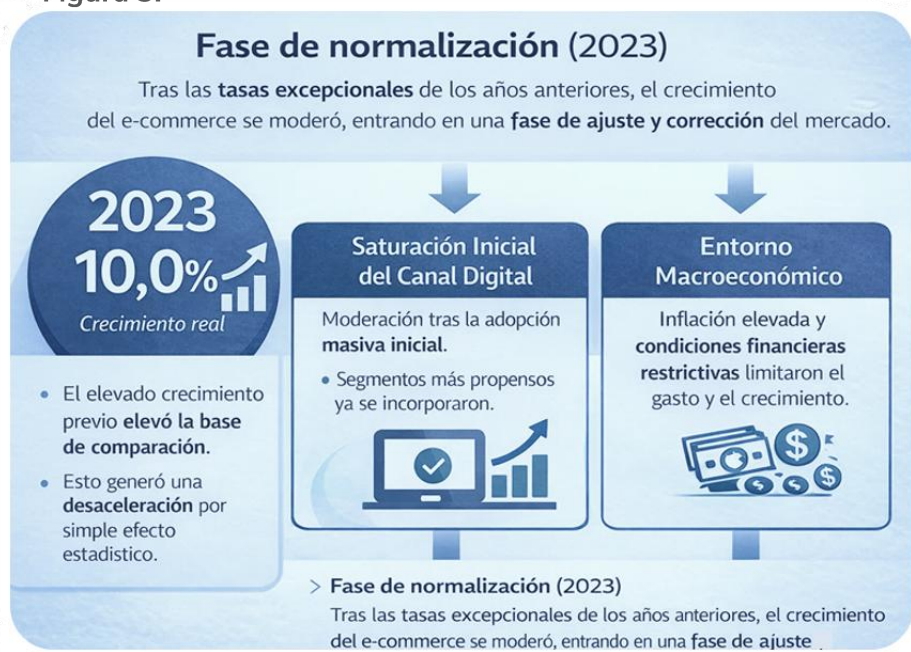 Fase de normalización (2023)
Tras las tasas excepcionales de los años anteriores, el crecimiento
del e-commerce se moderó, entrando en una fase de ajuste y corrección del mercado.
2023
10,0%
Crecimiento real
• El elevado crecimiento
previo elevó la base
de comparación.
• Esto generó una
desaceleración por
simple efecto
estadistico.
Saturación Inicial
del Canal Digital
Moderación tras la adopción
masiva inicial.
• Segmentos más propensos
ya se incorporaron.
Entorno
Macroeconómico
Inflación elevada y
condiciones financieras
restrictivas limitaron el
gasto y el crecimiento.
> Fase de normalización (2023)
Tras las tasas excepcionales de los años anteriores, el crecimiento
del e-commerce se moderó, entrando en una fase de ajuste